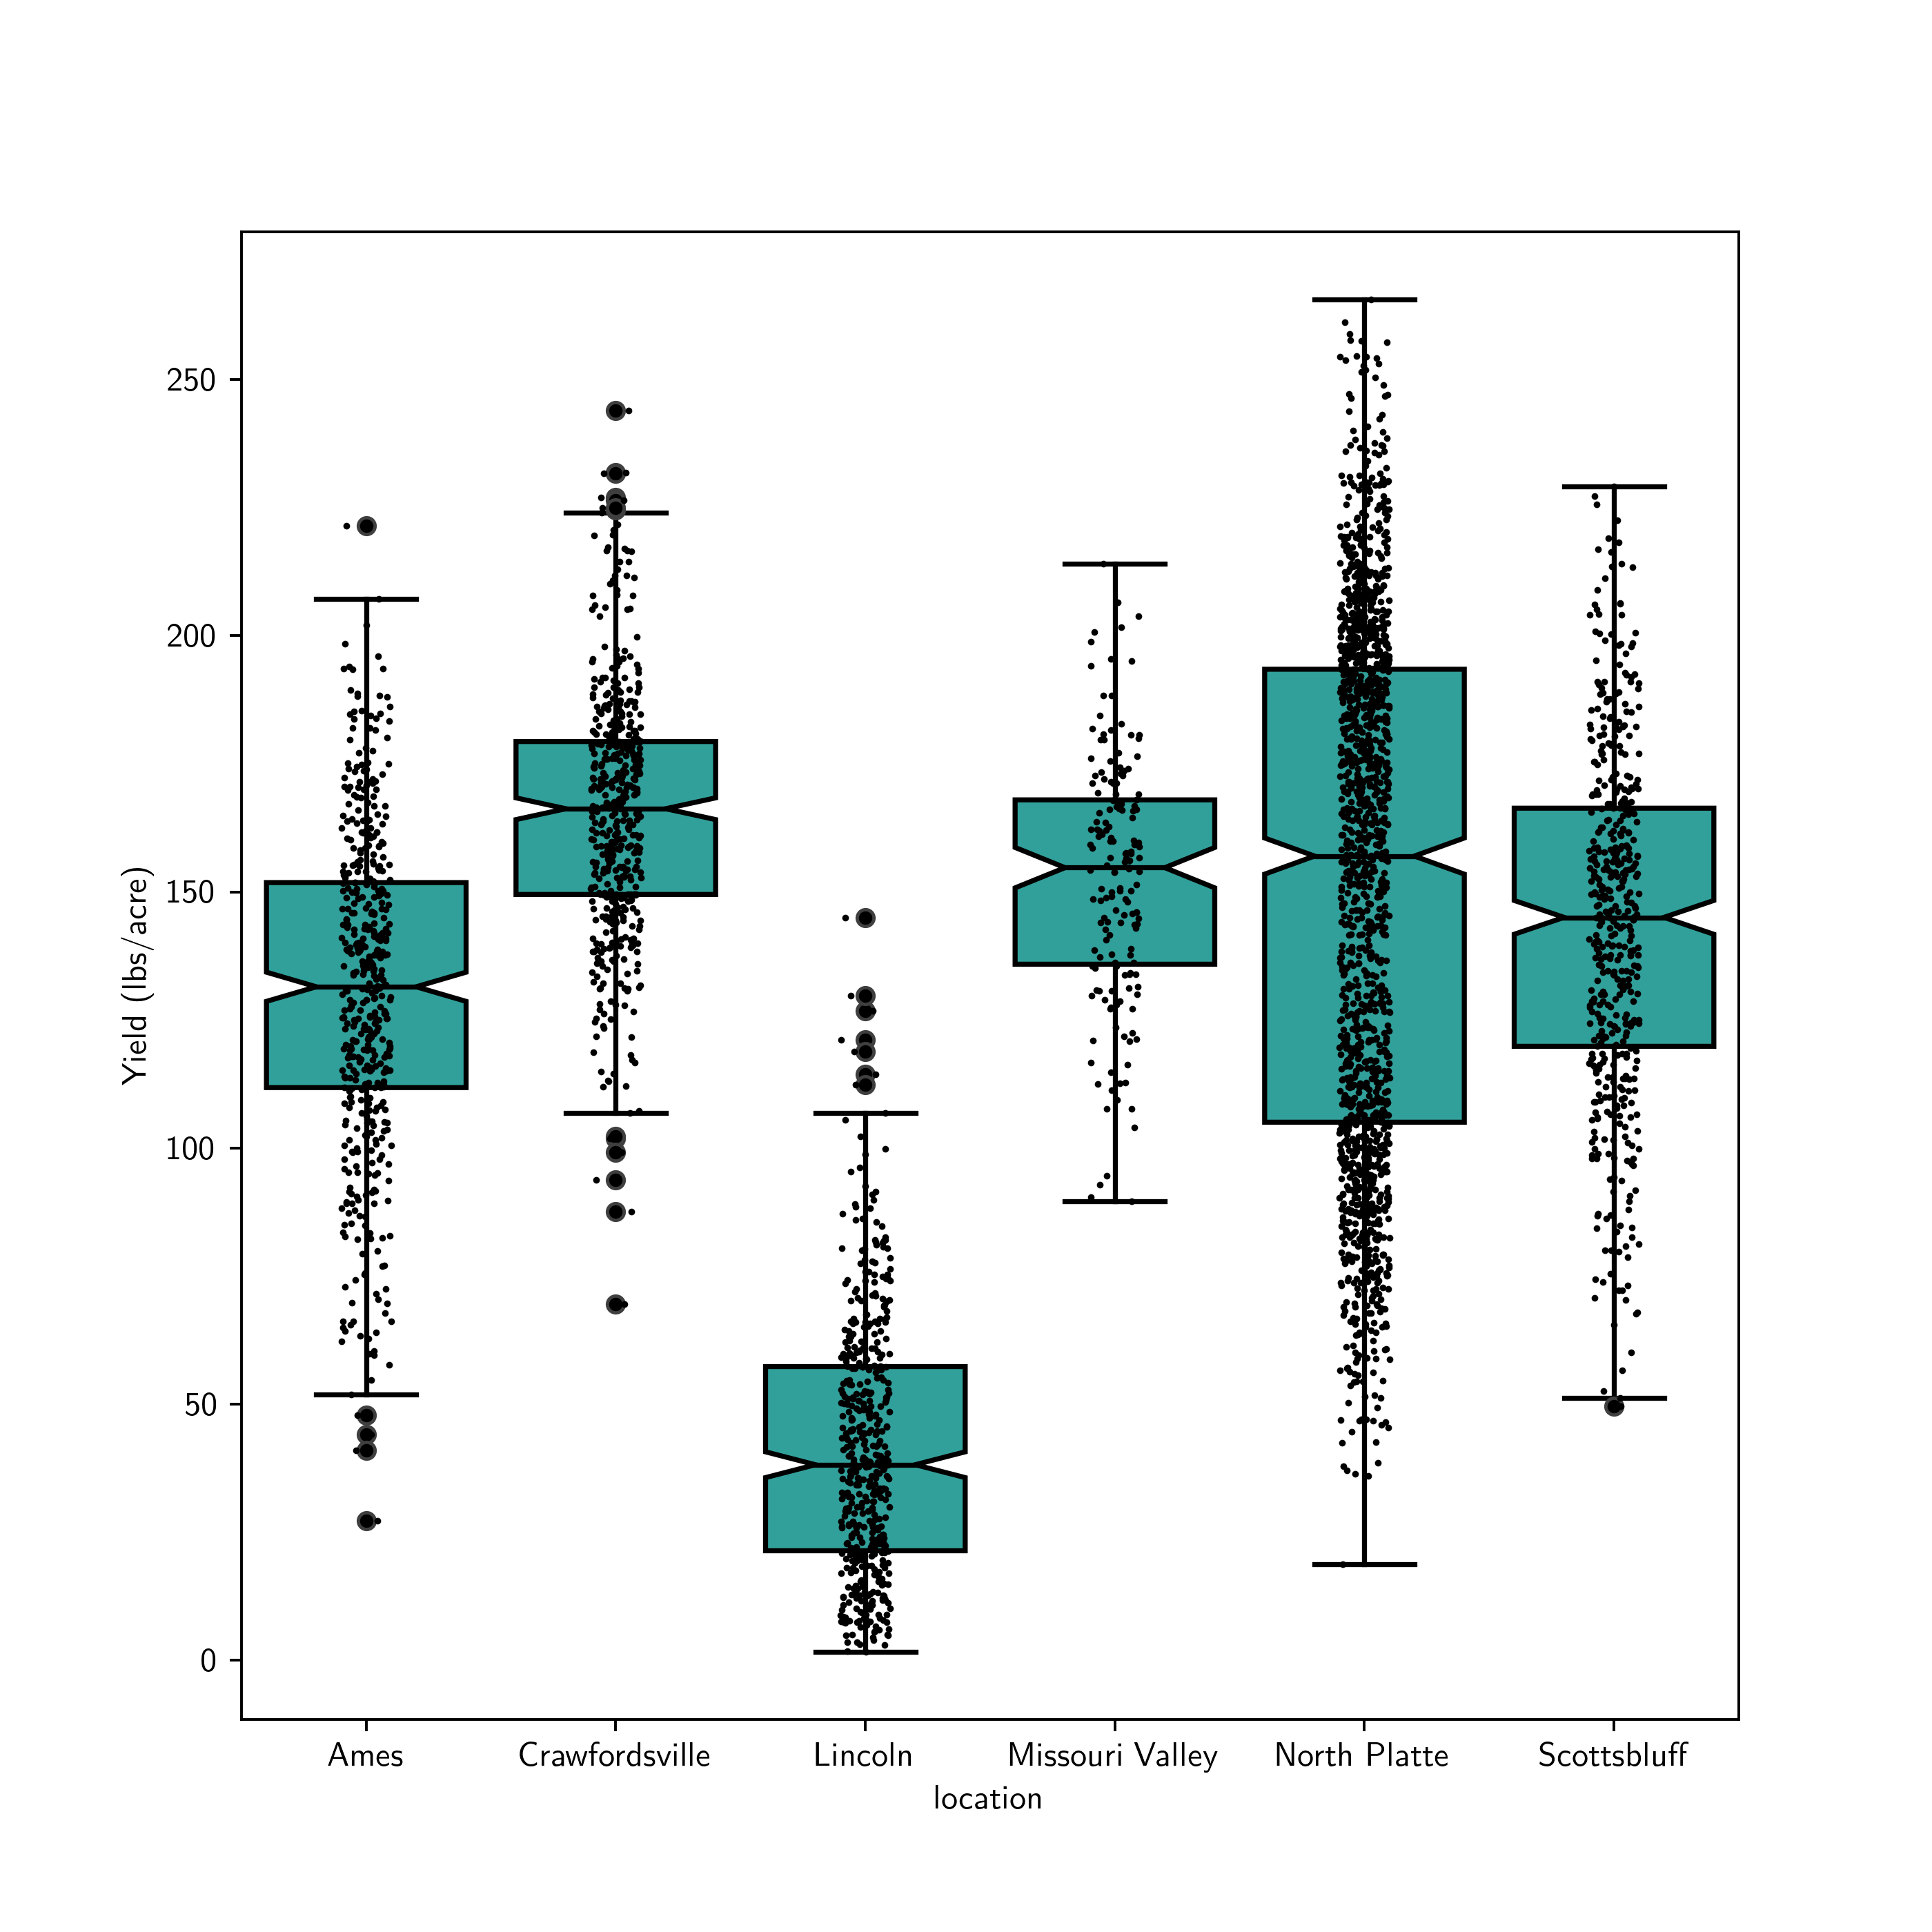 250
200
150
100
50
0
Yield (lbs/acre)
Ames Crawfordsville Lincoln Missouri Valley North Platte Scottsbluff
location